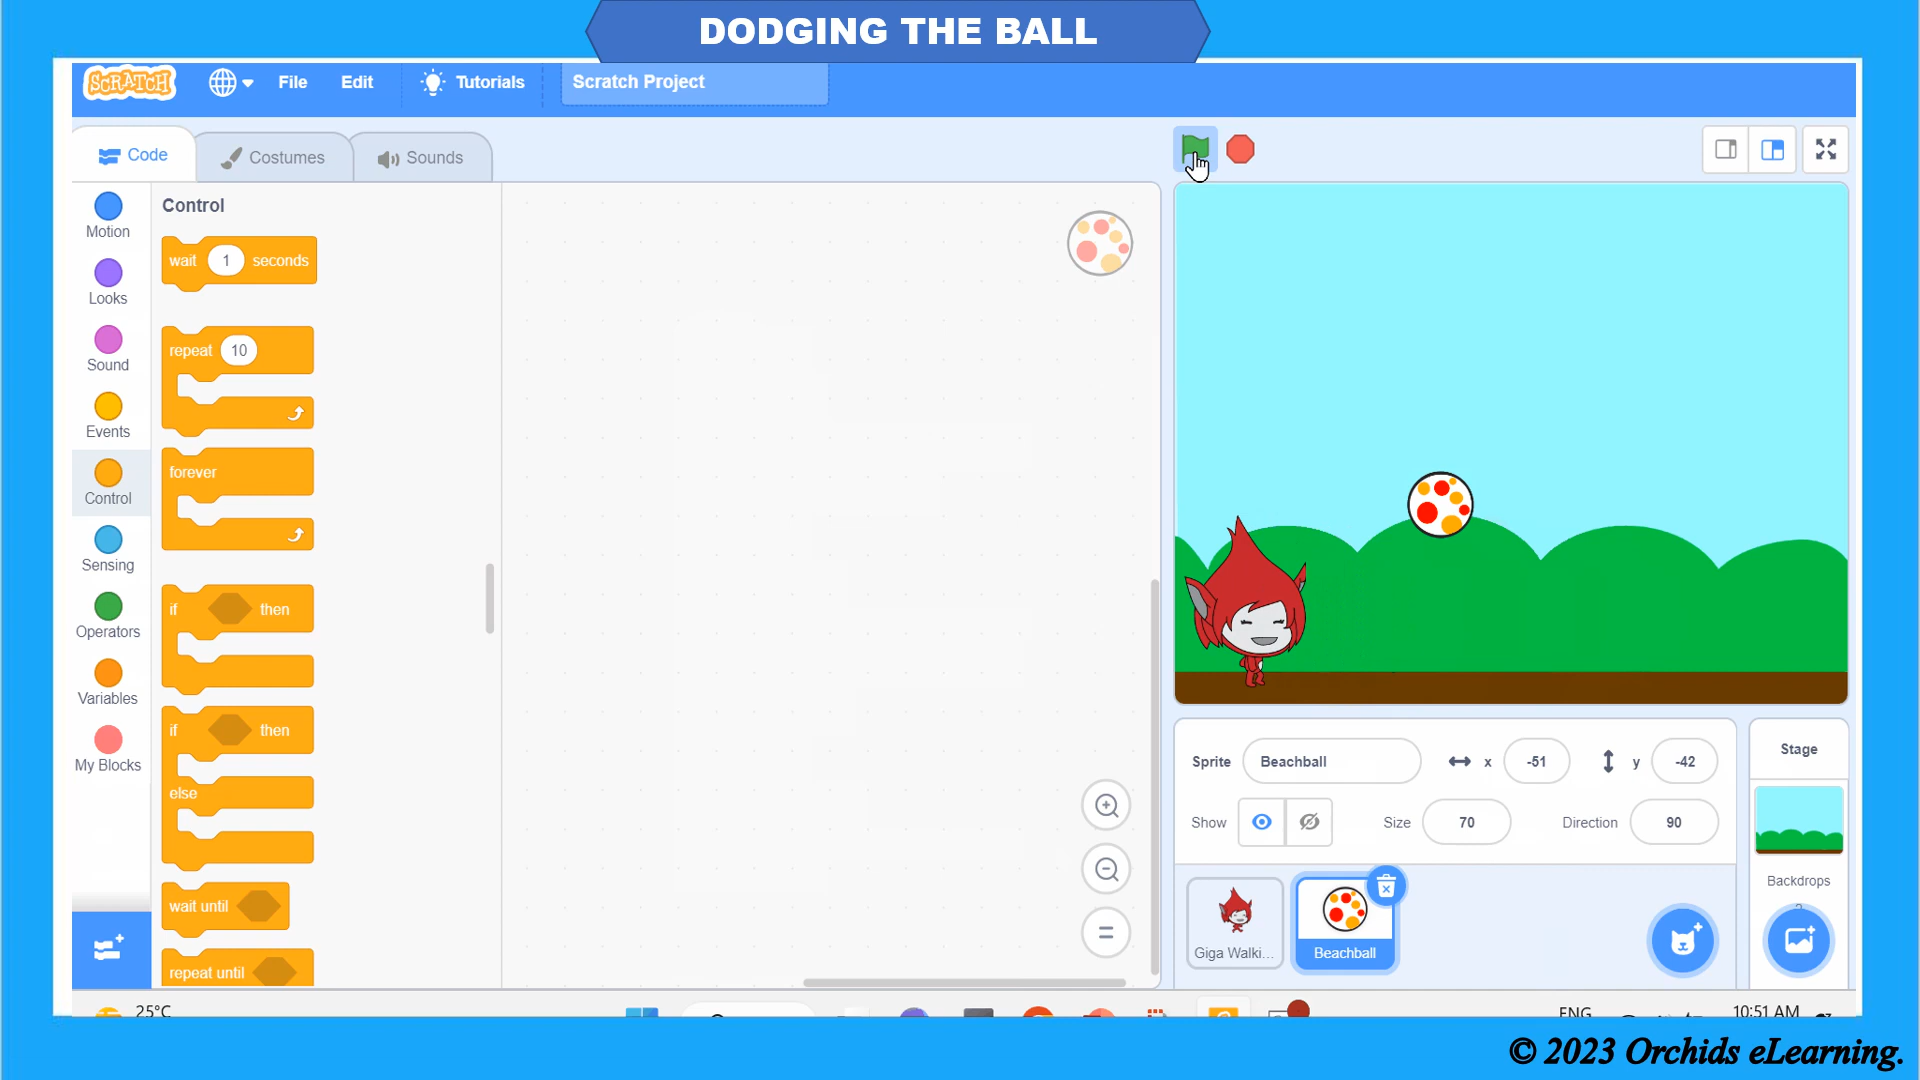 DODGING THE BALL
SCRATCH
File
Edit
Tutorials
Scratch Project
Code
Costumes
Sounds
Motion
Looks
Sound
Events
Control
Sensing
Operators
Variables
My Blocks
Control
wait 1 seconds
repeat 10
forever
if then
if then
else
wait until
repeat until
Sprite Beachball x -51 y -42
Show Size 70 Direction 90
Giga Walki...
Beachball
Stage
Backdrops
25°C
ENG
10:51 AM
© 2023 Orchids eLearning.